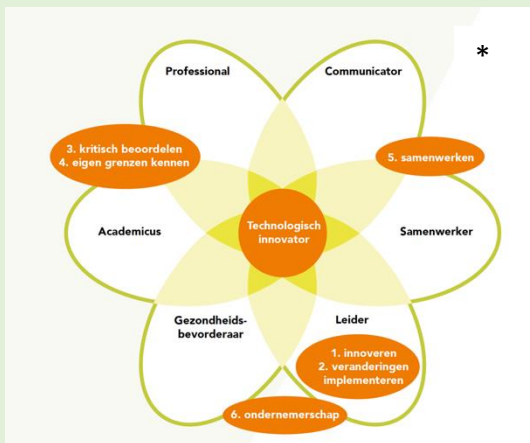 Professional
Communicator
*
3. kritisch beoordelen
4. eigen grenzen kennen
5. samenwerken
Academicus
Technologisch
innovator
Samenwerker
Gezondheids-
bevorderaar
Leider
1. innoveren
2. veranderingen
implementeren
6. ondernemerschap